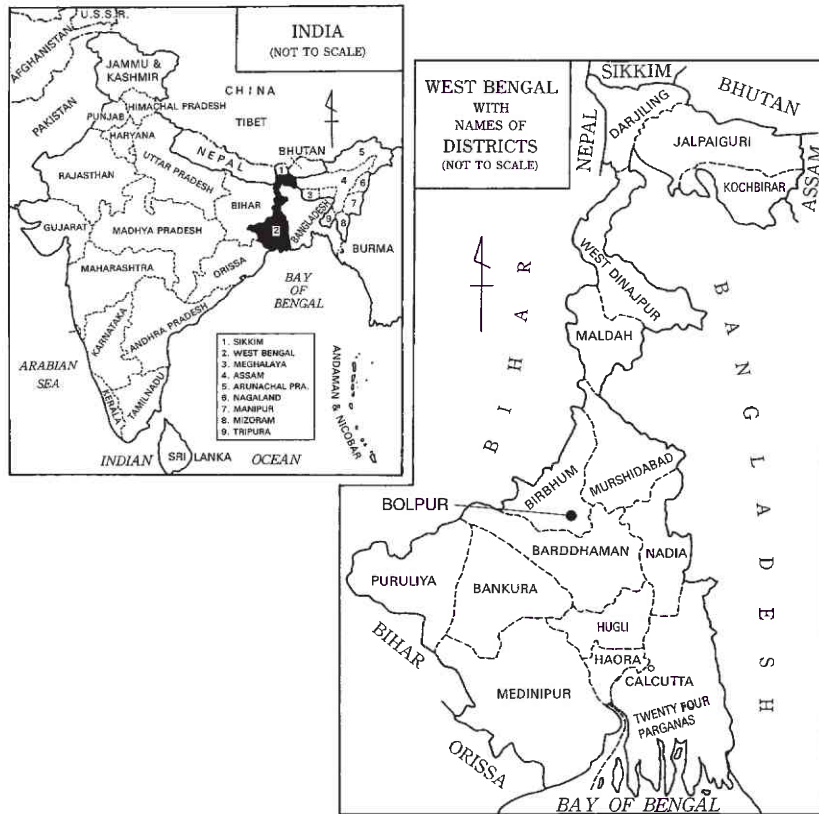 U.S.S.R.
AFGHANISTAN
INDIA
(NOT TO SCALE)
JAMMU &
KASHMIR
CHINA
PAKISTAN
HIMACHAL PRADESH
PUNJAB
TIBET
HARYANA
NEPAL
BHUTAN
RAJASTHAN
UTTAR PRADESH
1
5
4
6
3
7
BIHAR
BANGLADESH
9
8
GUJARAT
MADHYA PRADESH
2
BURMA
MAHARASHTRA
ORISSA
BAY
OF
BENGAL
KARNATAKA
ANDHRA PRADESH
ARABIAN
SEA
1. SIKKIM
2. WEST BENGAL
3. MEGHALAYA
4. ASSAM
5. ARUNACHAL PRA.
6. NAGALAND
7. MANIPUR
8. MIZORAM
9. TRIPURA
ANDAMAN & NICOBAR
KERALA
TAMILNADU
INDIAN
SRI LANKA
OCEAN
WEST BENGAL
WITH
NAMES OF
DISTRICTS
(NOT TO SCALE)
SIKKIM
BHUTAN
NEPAL
DARJILING
JALPAIGURI
ASSAM
KOCHBIRAR
WEST DINAJPUR
BIHAR
BANGLADESH
MALDAH
BIRBHUM
MURSHIDABAD
BOLPUR
BARDDHAMAN
NADIA
PURULIYA
BANKURA
HUGLI
BIHAR
HAORA
CALCUTTA
MEDINIPUR
TWENTY FOUR
PARGANAS
ORISSA
BAY OF BENGAL